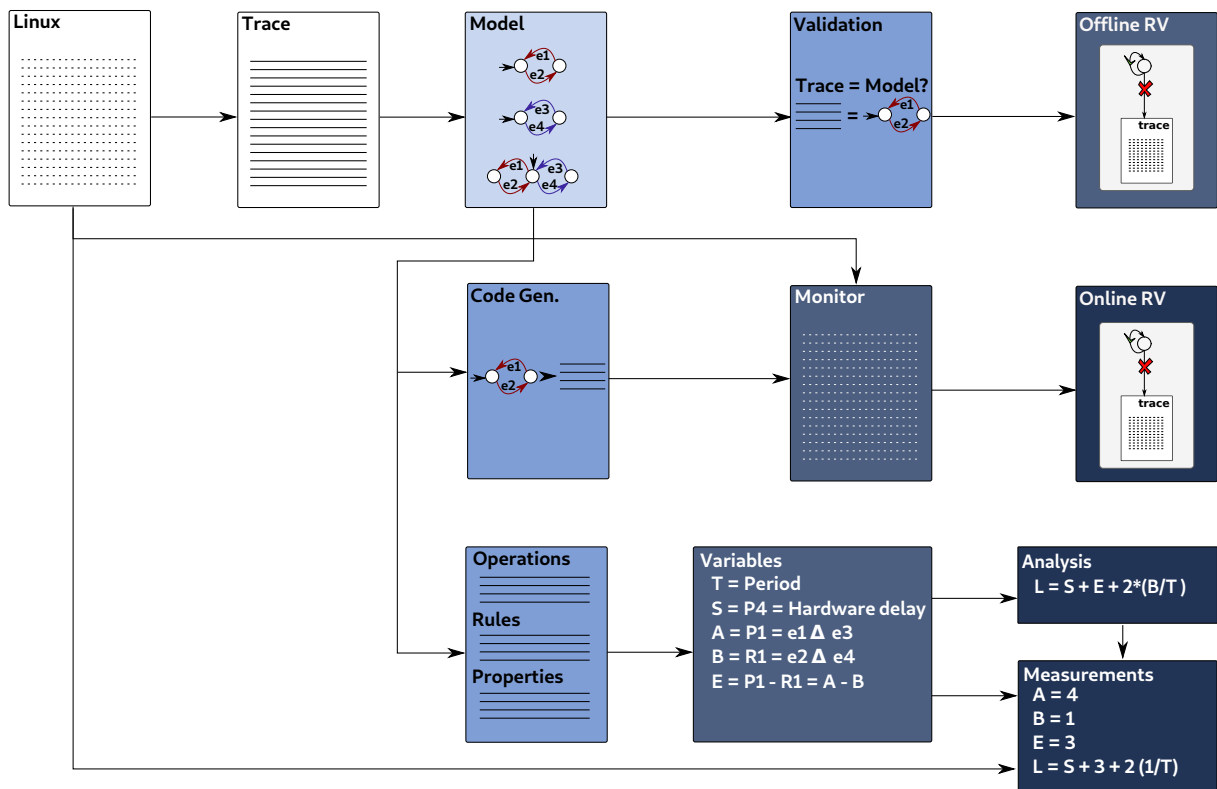 Linux
Trace
Model
e1
e2
e3
e4
e1
e3
e2
e4
Validation
Trace = Model?
=
e1
e2
Offline RV
trace
Code Gen.
e1
e2
Monitor
Online RV
trace
Operations
Rules
Properties
Variables
T = Period
S = P4 = Hardware delay
A = P1 = e1 Δ e3
B = R1 = e2 Δ e4
E = P1 - R1 = A - B
Analysis
L = S + E + 2*(B/T )
Measurements
A = 4
B = 1
E = 3
L = S + 3 + 2 (1/T)